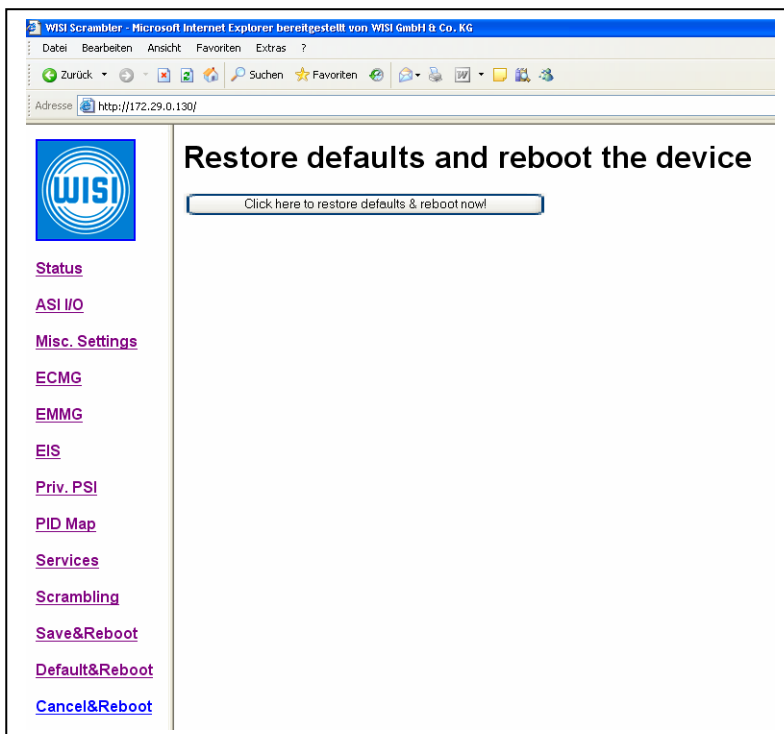 WISI Scrambler - Microsoft Internet Explorer bereitgestellt von WISI GmbH & Co. KG
Datei Bearbeiten Ansicht Favoriten Extras ?
Zurück Suchen Favoriten
Adresse http://172.29.0.130/
WISI
Restore defaults and reboot the device
Click here to restore defaults & reboot now!
Status
ASI I/O
Misc. Settings
ECMG
EMMG
EIS
Priv. PSI
PID Map
Services
Scrambling
Save&Reboot
Default&Reboot
Cancel&Reboot